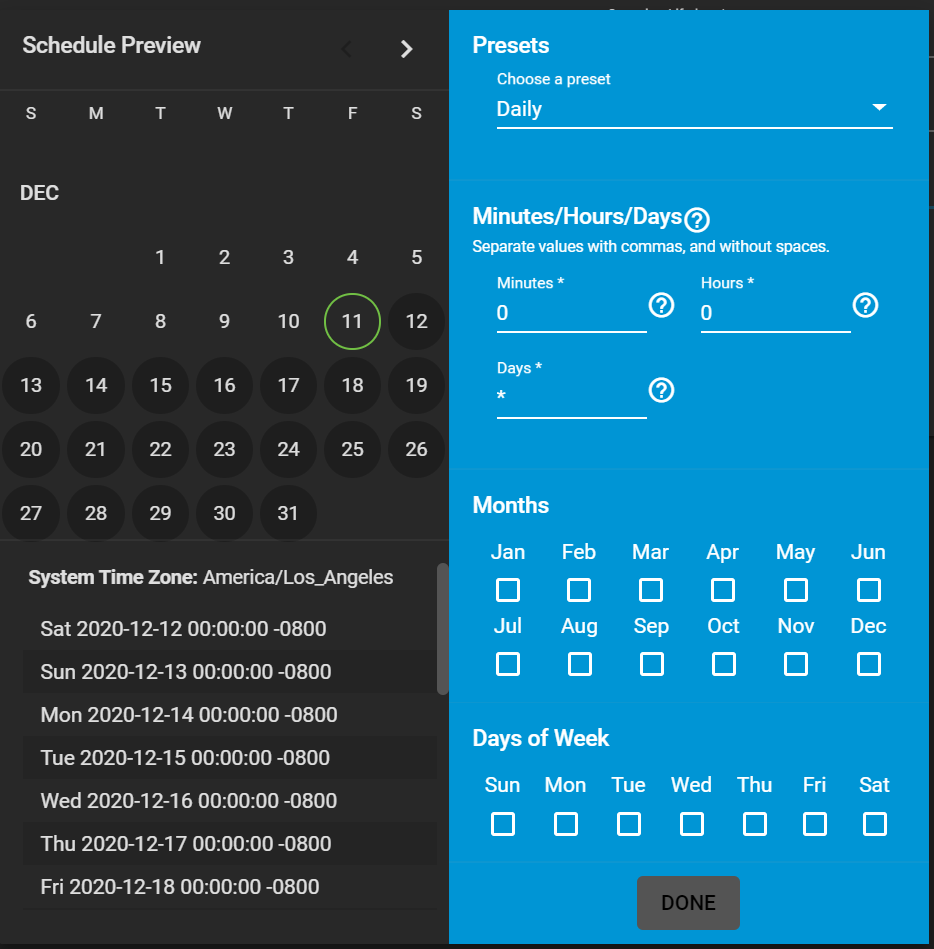 Schedule Preview
S M T W T F S
DEC
1 2 3 4 5
6 7 8 9 10 11 12
13 14 15 16 17 18 19
20 21 22 23 24 25 26
27 28 29 30 31
System Time Zone: America/Los_Angeles
Sat 2020-12-12 00:00:00 -0800
Sun 2020-12-13 00:00:00 -0800
Mon 2020-12-14 00:00:00 -0800
Tue 2020-12-15 00:00:00 -0800
Wed 2020-12-16 00:00:00 -0800
Thu 2020-12-17 00:00:00 -0800
Fri 2020-12-18 00:00:00 -0800
Presets
Choose a preset
Daily
Minutes/Hours/Days ?
Separate values with commas, and without spaces.
Minutes * Hours *
0 ? 0 ?
Days *
* ?
Months
Jan Feb Mar Apr May Jun
Jul Aug Sep Oct Nov Dec
Days of Week
Sun Mon Tue Wed Thu Fri Sat
DONE